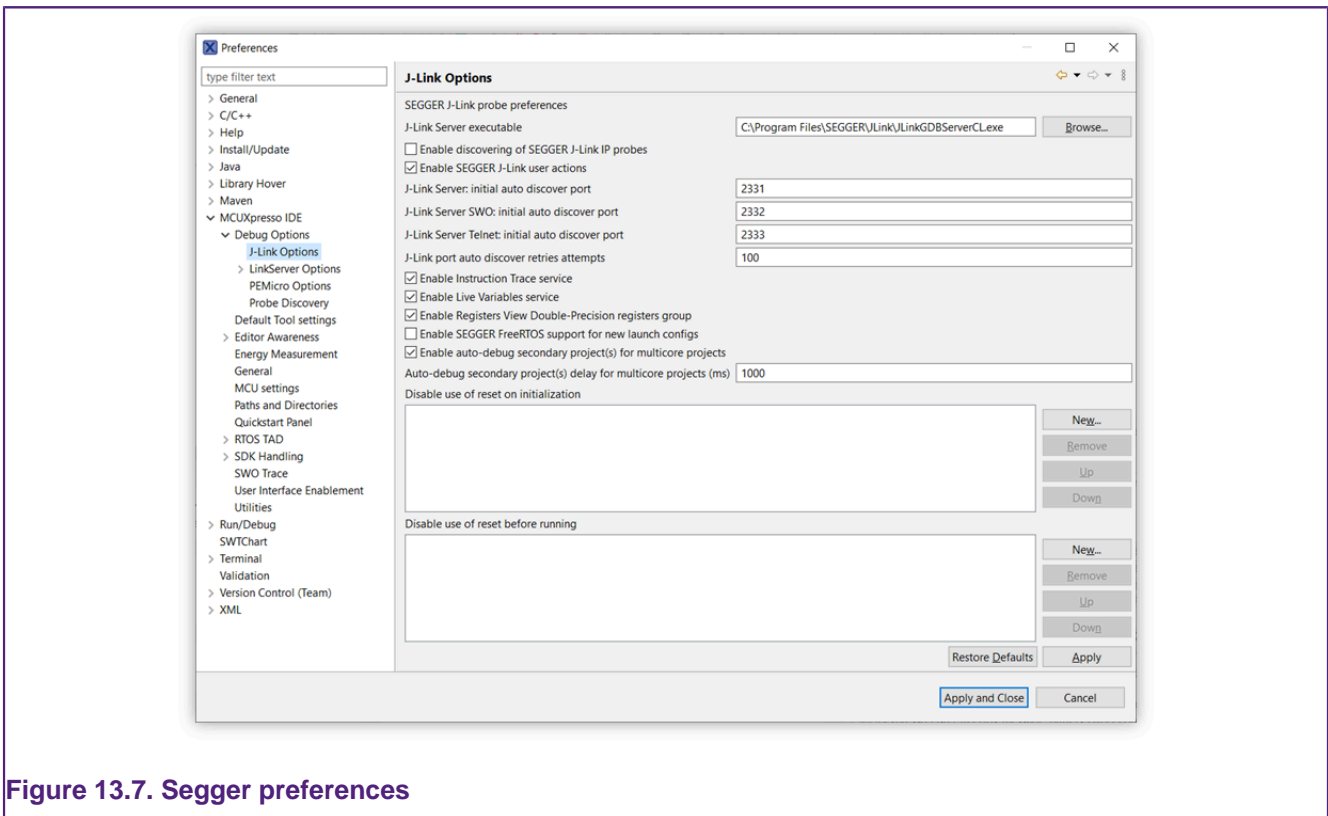 Preferences
type filter text
General
C/C++
Help
Install/Update
Java
Library Hover
Maven
MCUXpresso IDE
Debug Options
J-Link Options
LinkServer Options
PEMicro Options
Probe Discovery
Default Tool settings
Editor Awareness
Energy Measurement
General
MCU settings
Paths and Directories
Quickstart Panel
RTOS TAD
SDK Handling
SWO Trace
User Interface Enablement
Utilities
Run/Debug
SWTChart
Terminal
Validation
Version Control (Team)
XML
J-Link Options
SEGGER J-Link probe preferences
J-Link Server executable C:\Program Files\SEGGER\JLink\JLinkGDBServerCL.exe Browse...
Enable discovering of SEGGER J-Link IP probes
Enable SEGGER J-Link user actions
J-Link Server: initial auto discover port 2331
J-Link Server SWO: initial auto discover port 2332
J-Link Server Telnet: initial auto discover port 2333
J-Link port auto discover retries attempts 100
Enable Instruction Trace service
Enable Live Variables service
Enable Registers View Double-Precision registers group
Enable SEGGER FreeRTOS support for new launch configs
Enable auto-debug secondary project(s) for multicore projects
Auto-debug secondary project(s) delay for multicore projects (ms) 1000
Disable use of reset on initialization
New...
Remove
Up
Down
Disable use of reset before running
New...
Remove
Up
Down
Restore Defaults Apply
Apply and Close Cancel
Figure 13.7. Segger preferences